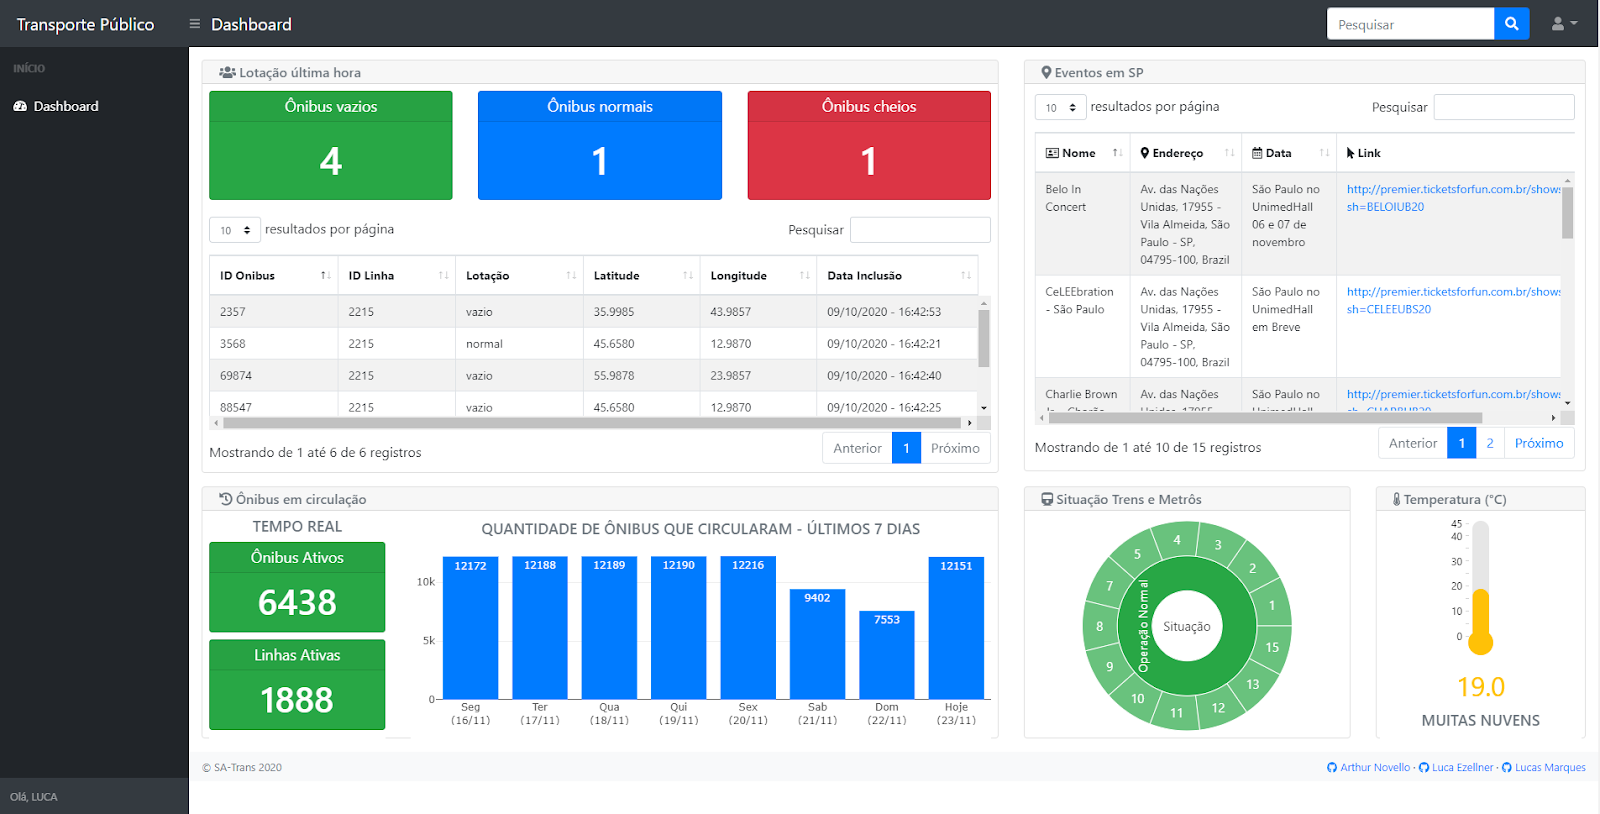 Transporte Público
Dashboard
Pesquisar
INÍCIO
Dashboard
Lotação última hora
Ônibus vazios
4
Ônibus normais
1
Ônibus cheios
1
10 resultados por página
Pesquisar
ID Onibus ID Linha Lotação Latitude Longitude Data Inclusão
2357 2215 vazio 35.9985 43.9857 09/10/2020 - 16:42:53
3568 2215 normal 45.6580 12.9870 09/10/2020 - 16:42:21
69874 2215 vazio 55.9878 23.9857 09/10/2020 - 16:42:40
88547 2215 vazio 45.6580 12.9870 09/10/2020 - 16:42:25
Mostrando de 1 até 6 de 6 registros
Anterior 1 Próximo
Eventos em SP
10 resultados por página
Pesquisar
Nome Endereço Data Link
Belo In
Concert
Av. das Nações
Unidas, 17955 -
Vila Almeida, São
Paulo - SP,
04795-100, Brazil
São Paulo no
UnimedHall
06 e 07 de
novembro
http://premier.ticketsforfun.com.br/shows
sh=BELOIUB20
CeLEEbration
- São Paulo
Av. das Nações
Unidas, 17955 -
Vila Almeida, São
Paulo - SP,
04795-100, Brazil
São Paulo no
UnimedHall
em Breve
http://premier.ticketsforfun.com.br/shows
sh=CELEEUBS20
Charlie Brown
Av. das Nações
Unidas, 17955
São Paulo no
UnimedHall
http://premier.ticketsforfun.com.br/shows
Mostrando de 1 até 10 de 15 registros
Anterior 1 2 Próximo
Ônibus em circulação
TEMPO REAL
Ônibus Ativos
6438
Linhas Ativas
1888
QUANTIDADE DE ÔNIBUS QUE CIRCULARAM - ÚLTIMOS 7 DIAS
10k
5k
0
12172 12188 12189 12190 12216 9402 7553 12151
Seg Ter Qua Qui Sex Sab Dom Hoje
(16/11) (17/11) (18/11) (19/11) (20/11) (21/11) (22/11) (23/11)
Situação Trens e Metrôs
Situação
Operação Normal
1
2
3
4
5
7
8
9
10
11
12
13
15
Temperatura (°C)
45
40
30
20
10
0
19.0
MUITAS NUVENS
© SA-Trans 2020
Arthur Novello · Luca Ezellner · Lucas Marques
Olá, LUCA